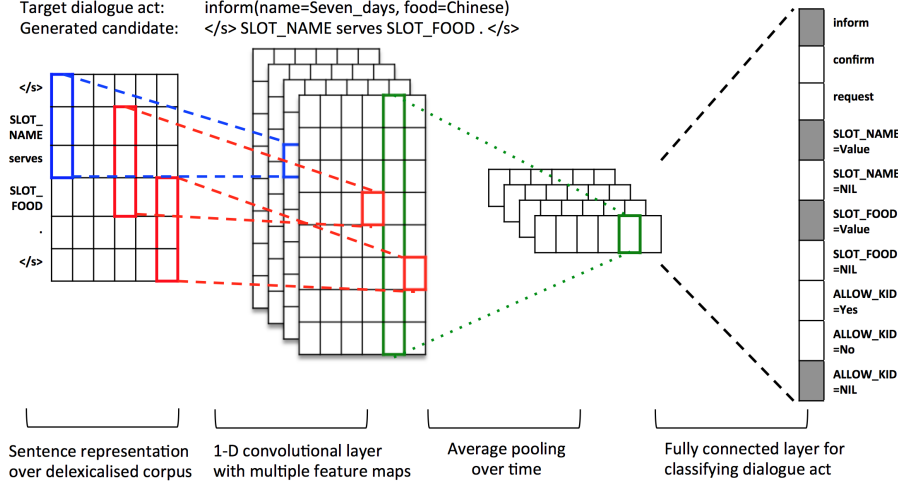 Target dialogue act: inform(name=Seven_days, food=Chinese)
Generated candidate: </s> SLOT_NAME serves SLOT_FOOD . </s>
</s>
SLOT_
NAME
serves
SLOT_
FOOD
.
</s>
inform
confirm
request
SLOT_NAME
=Value
SLOT_NAME
=NIL
SLOT_FOOD
=Value
SLOT_FOOD
=NIL
ALLOW_KID
=Yes
ALLOW_KID
=No
ALLOW_KID
=NIL
Sentence representation
over delexicalised corpus
1-D convolutional layer
with multiple feature maps
Average pooling
over time
Fully connected layer for
classifying dialogue act